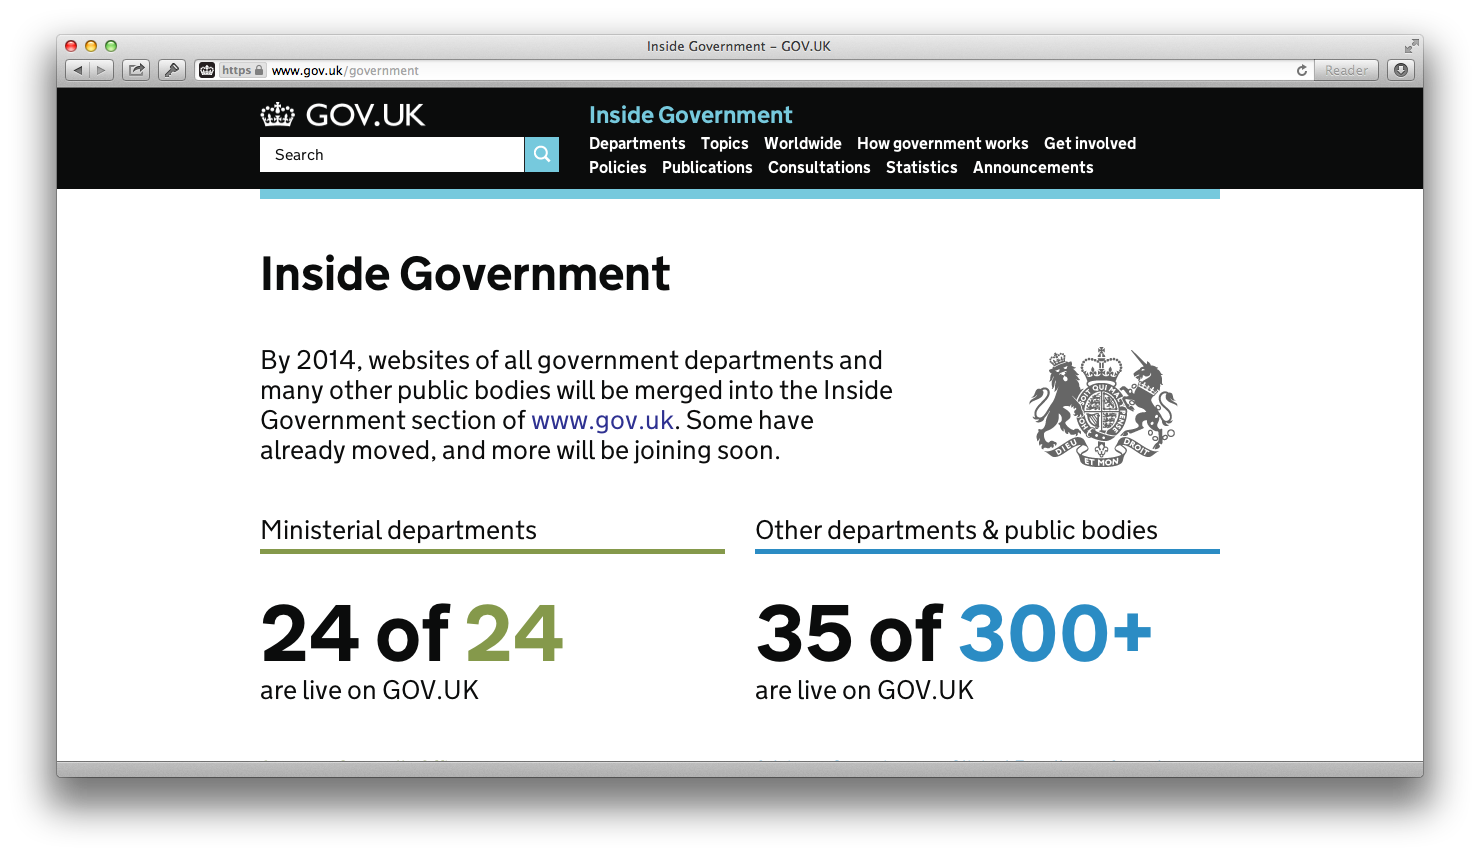 Inside Government – GOV.UK
https www.gov.uk/government
Reader
GOV.UK
Search
Inside Government
Departments Topics Worldwide How government works Get involved
Policies Publications Consultations Statistics Announcements
Inside Government
By 2014, websites of all government departments and
many other public bodies will be merged into the Inside
Government section of www.gov.uk. Some have
already moved, and more will be joining soon.
DIEU ET MON DROIT
Ministerial departments
24 of 24
are live on GOV.UK
Other departments & public bodies
35 of 300+
are live on GOV.UK